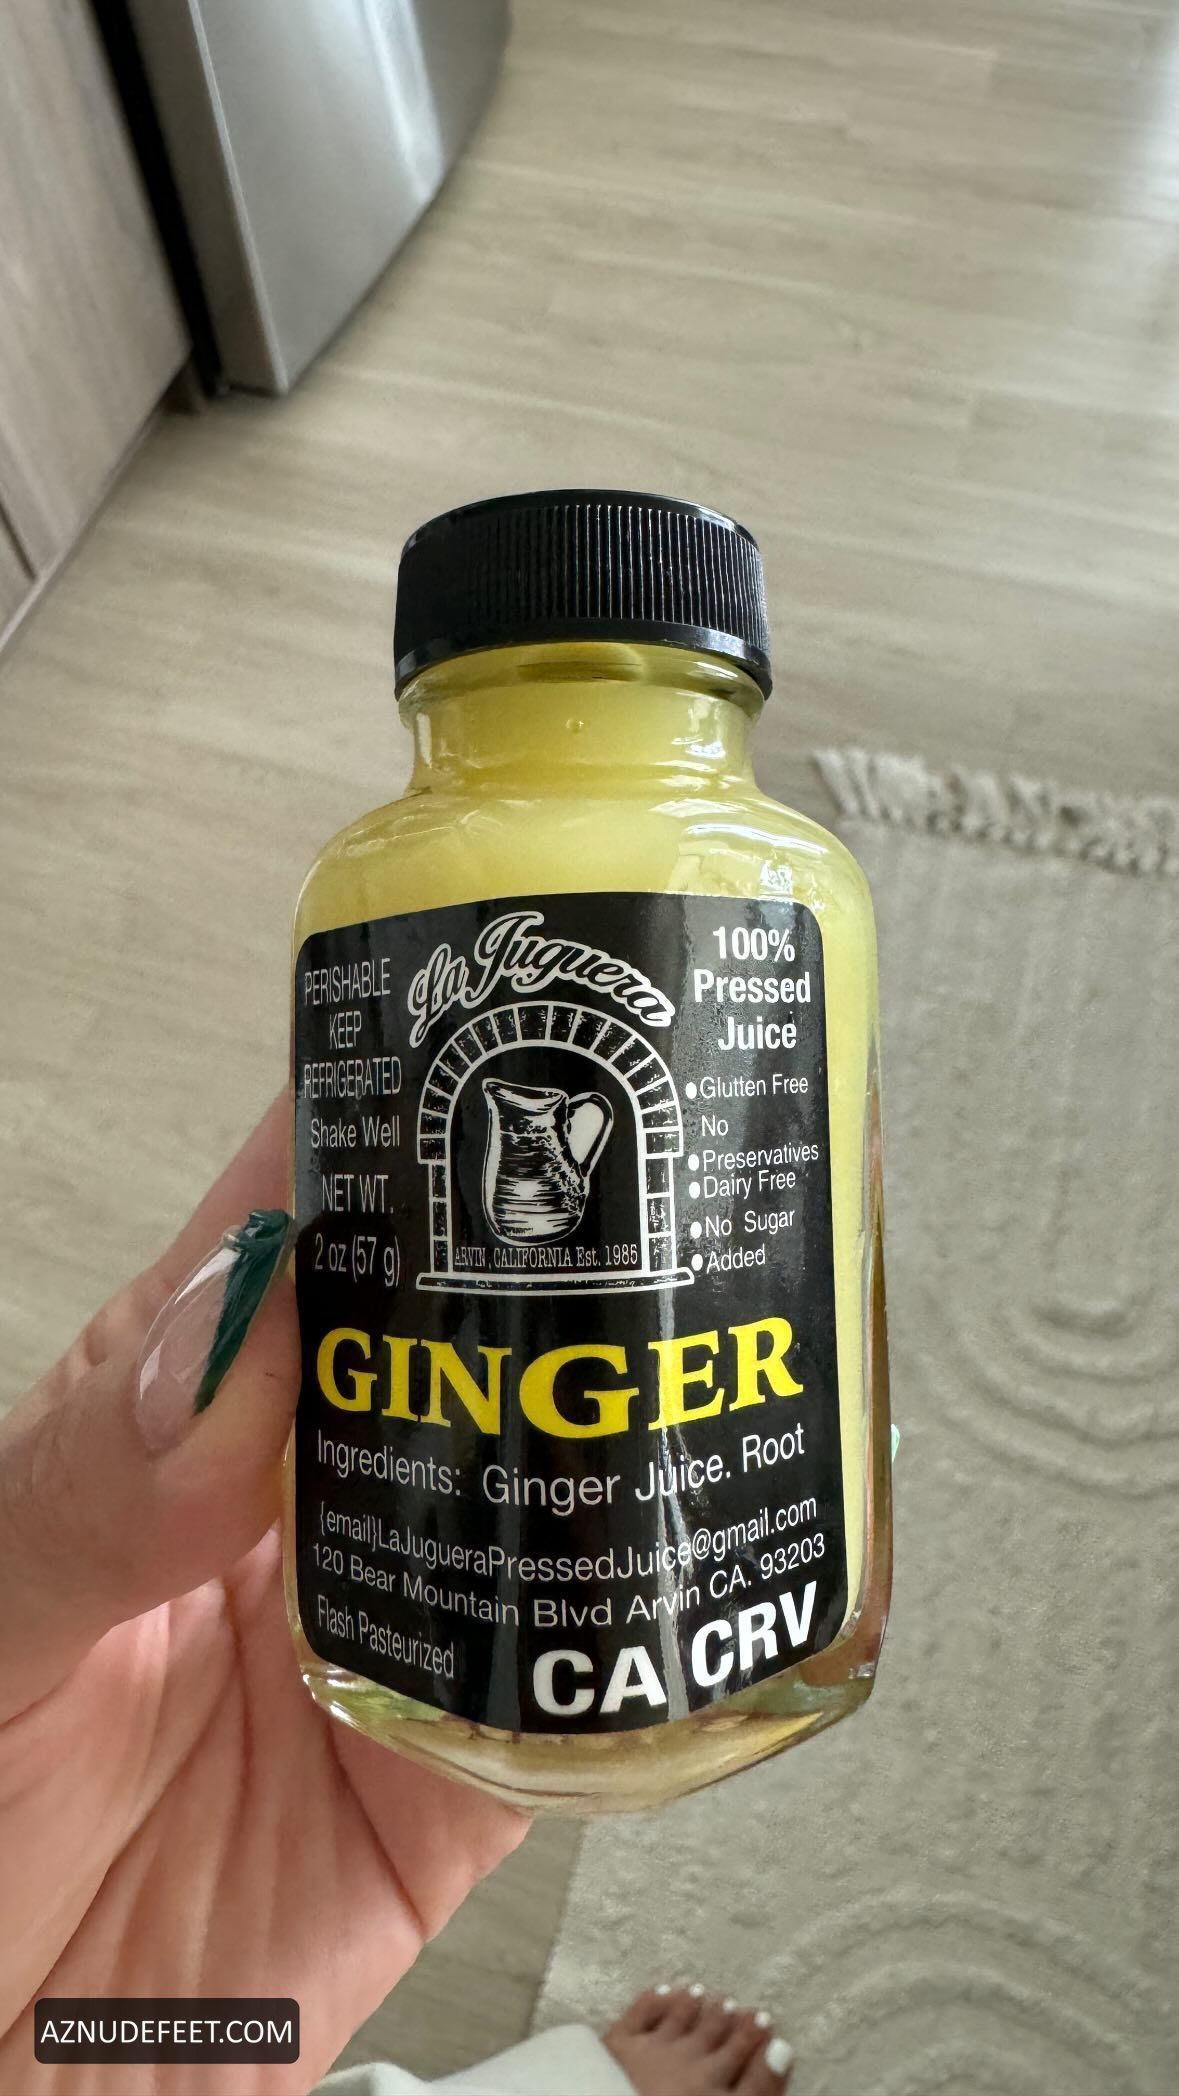 La Juguera
PERISHABLE
KEEP
REFRIGERATED
Shake Well
NET WT.
2 oz (57 g)
ARVIN, CALIFORNIA Est. 1985
100%
Pressed
Juice
•Glutten Free
No
•Preservatives
•Dairy Free
•No Sugar
•Added
GINGER
Ingredients: Ginger Juice. Root
{email}LaJugueraPressedJuice@gmail.com
120 Bear Mountain Blvd Arvin CA. 93203
Flash Pasteurized
CA CRV
AZNUDEFEET.COM